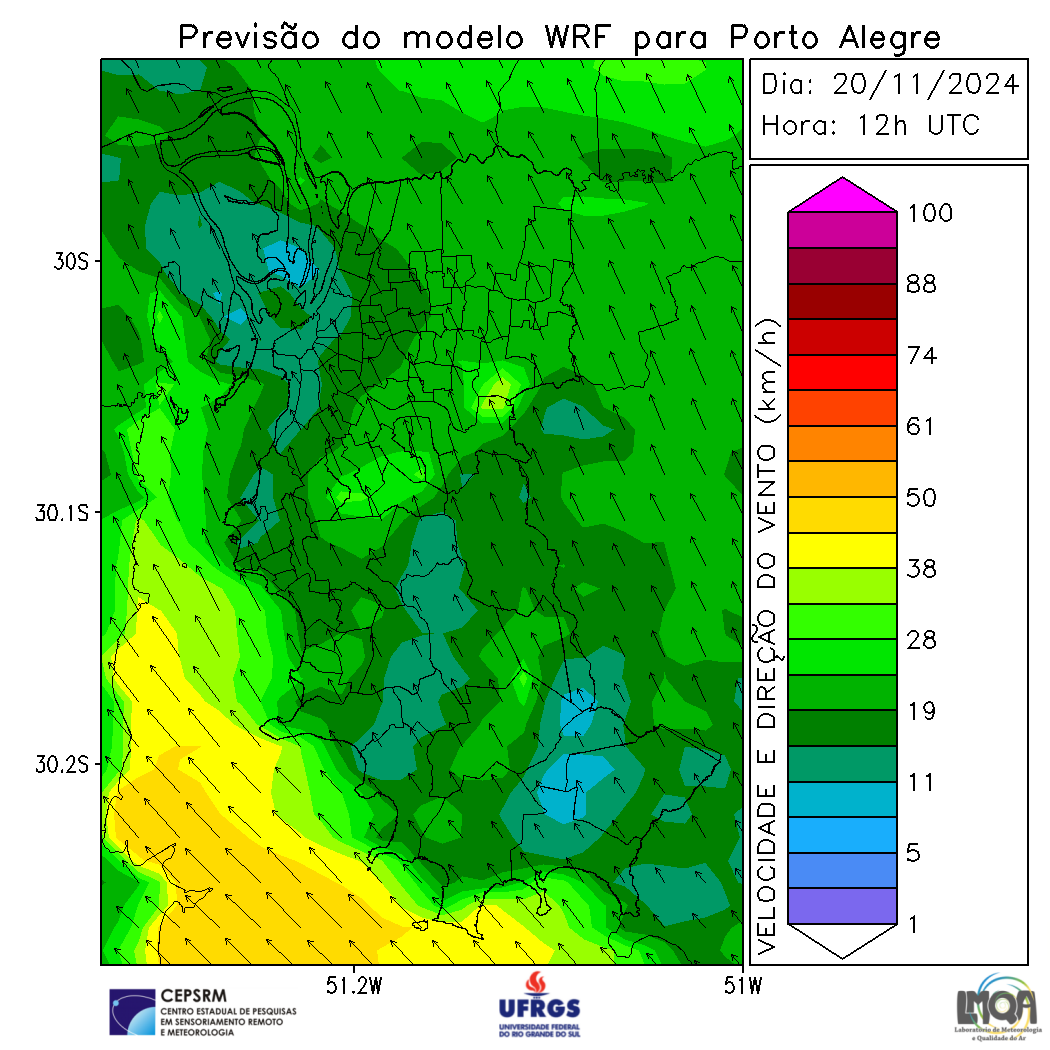 Previsão do modelo WRF para Porto Alegre
Dia: 20/11/2024
Hora: 12h UTC
30S
30.1S
30.2S
51.2W
51W
VELOCIDADE E DIREÇÃO DO VENTO (km/h)
100
88
74
61
50
38
28
19
11
5
1
CEPSRM
CENTRO ESTADUAL DE PESQUISAS
EM SENSORIAMENTO REMOTO
E METEOROLOGIA
UFRGS
UNIVERSIDADE FEDERAL
DO RIO GRANDE DO SUL
LMQA
Laboratório de Meteorologia
e Qualidade do Ar